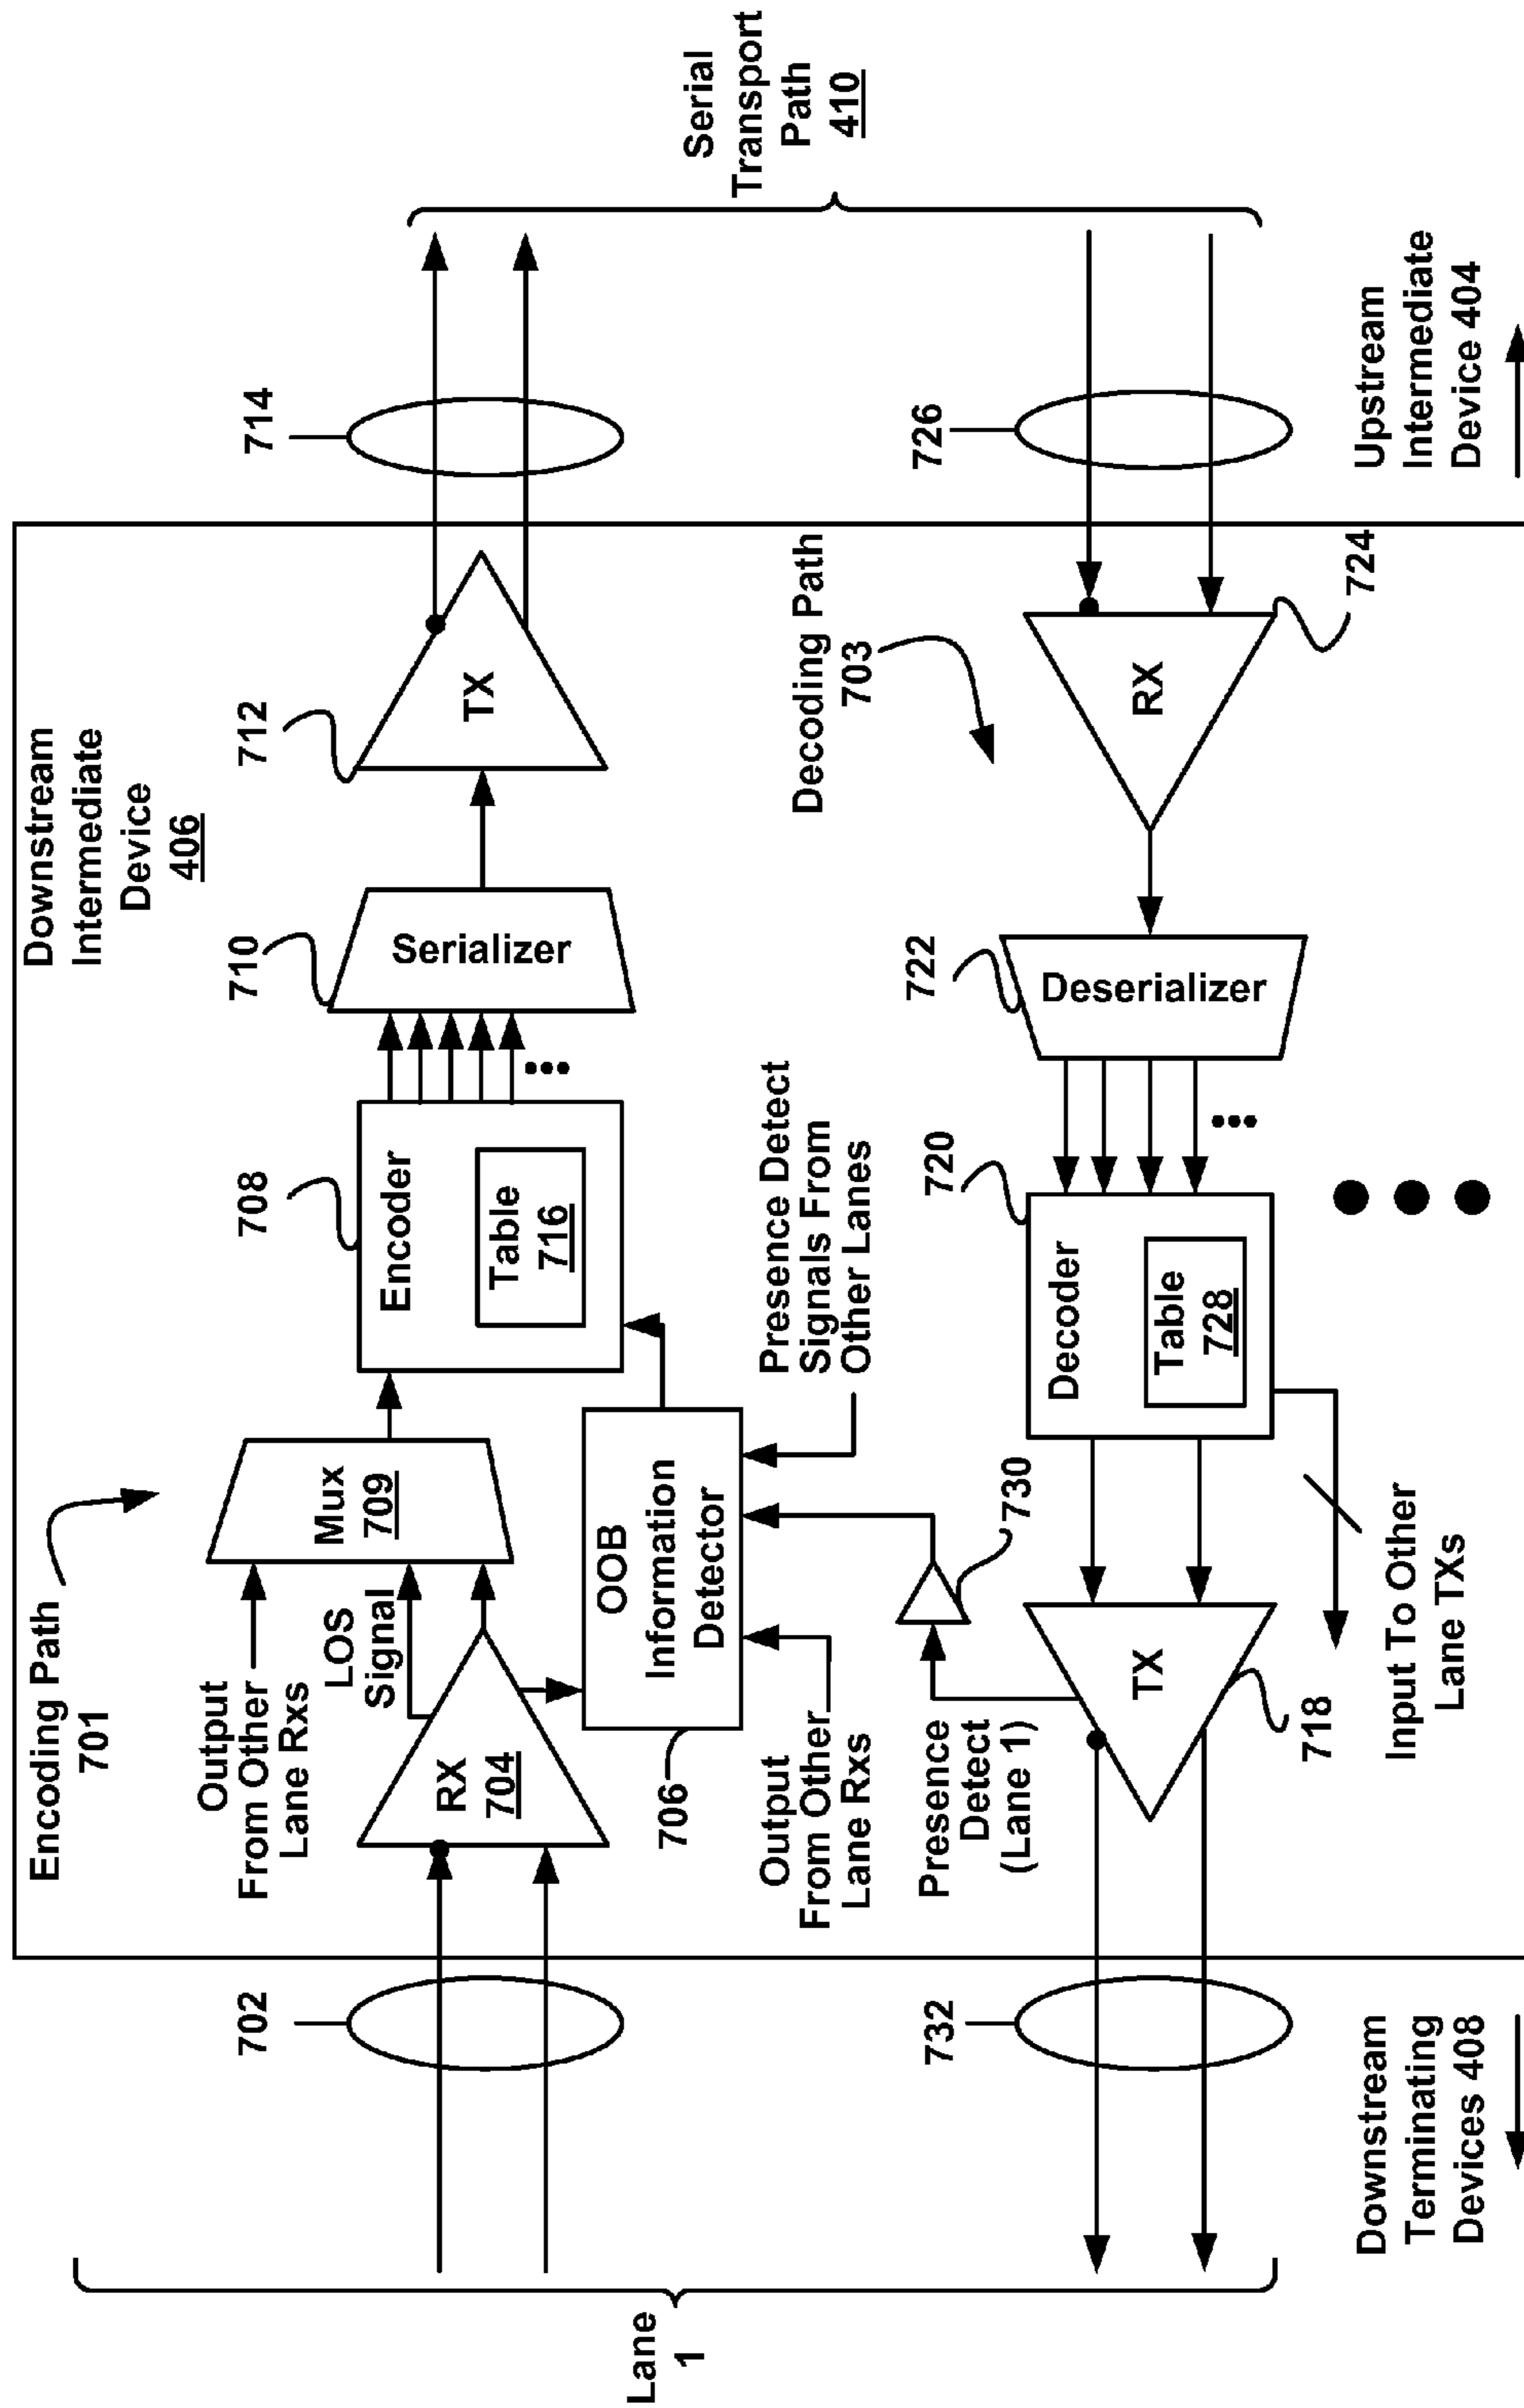 Downstream
Intermediate
Device
406
Encoding Path
701
Output
From Other
Lane Rxs
LOS
Signal
Mux
709
708
Encoder
Table
716
710
Serializer
712
TX
714
Serial
Transport
Path
410
702
RX
704
706
OOB
Information
Detector
Output
From Other
Lane Rxs
Presence Detect
Signals From
Other Lanes
Lane
1
Presence
Detect
(Lane 1)
730
Decoding Path
703
732
TX
718
720
Decoder
Table
728
722
Deserializer
RX
724
726
Input To Other
Lane TXs
Downstream
Terminating
Devices 408
Upstream
Intermediate
Device 404